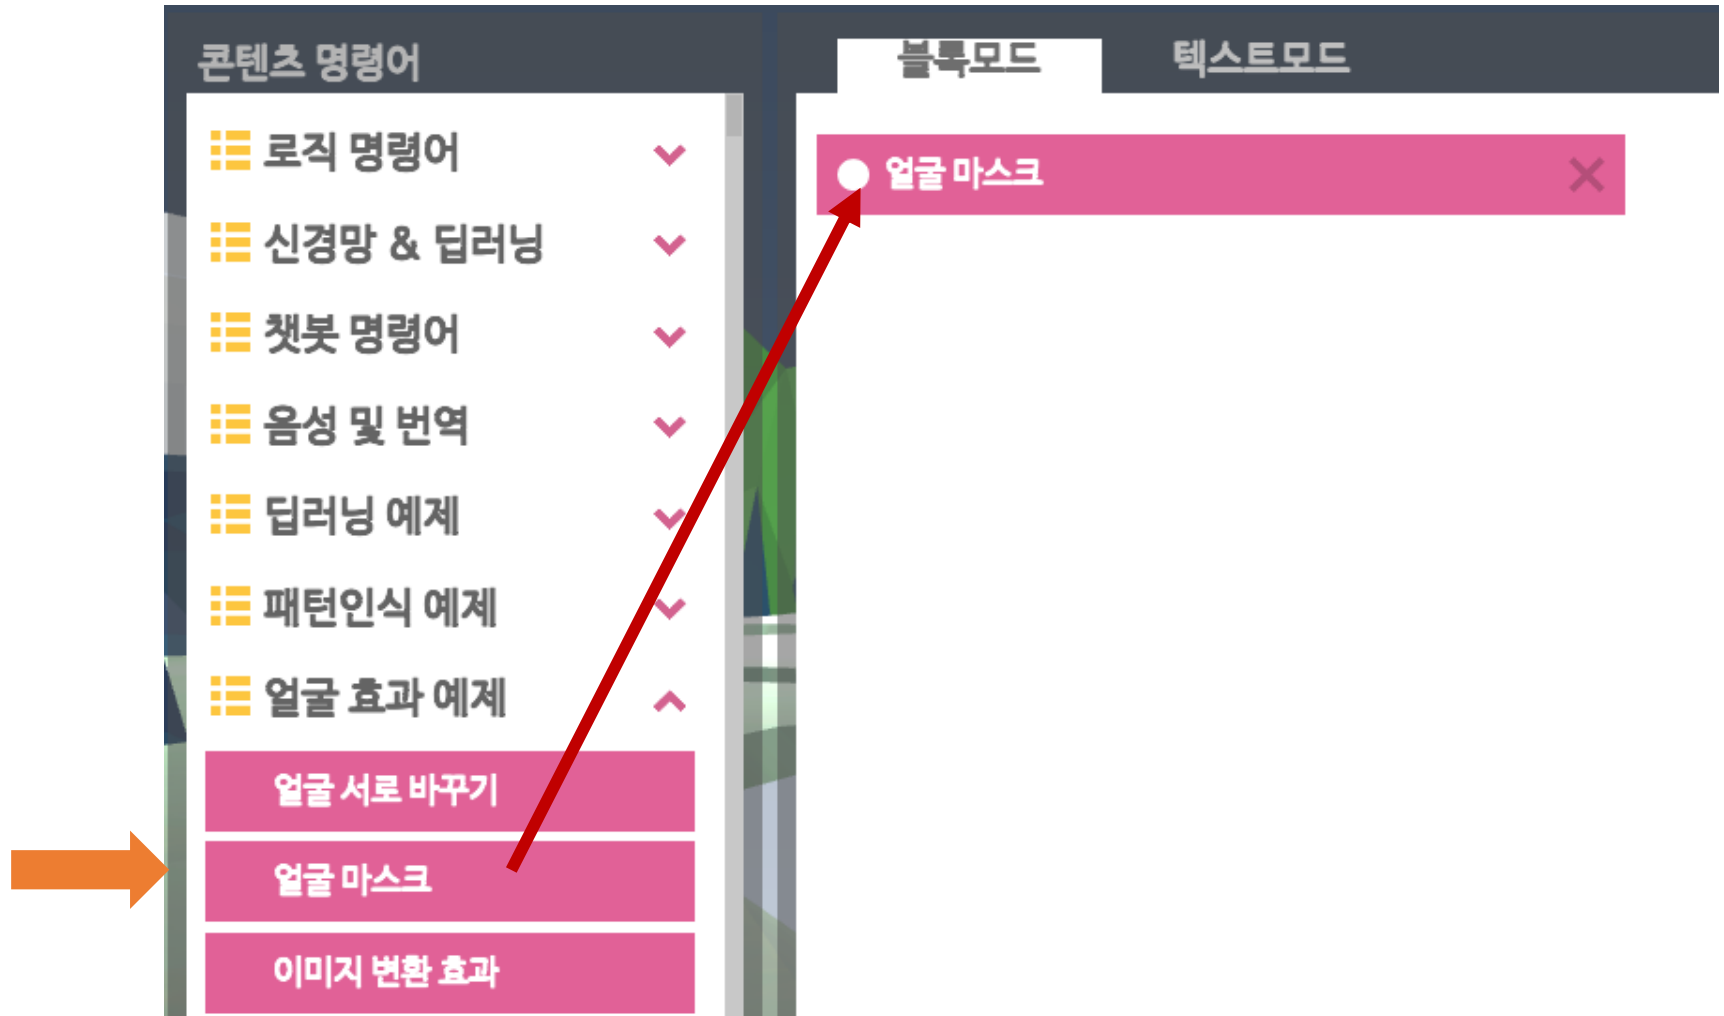 콘텐츠 명령어
블록모드
텍스트모드
로직 명령어
신경망 & 딥러닝
챗봇 명령어
음성 및 번역
딥러닝 예제
패턴인식 예제
얼굴 효과 예제
얼굴 서로 바꾸기
얼굴 마스크
이미지 변환 효과
얼굴 마스크